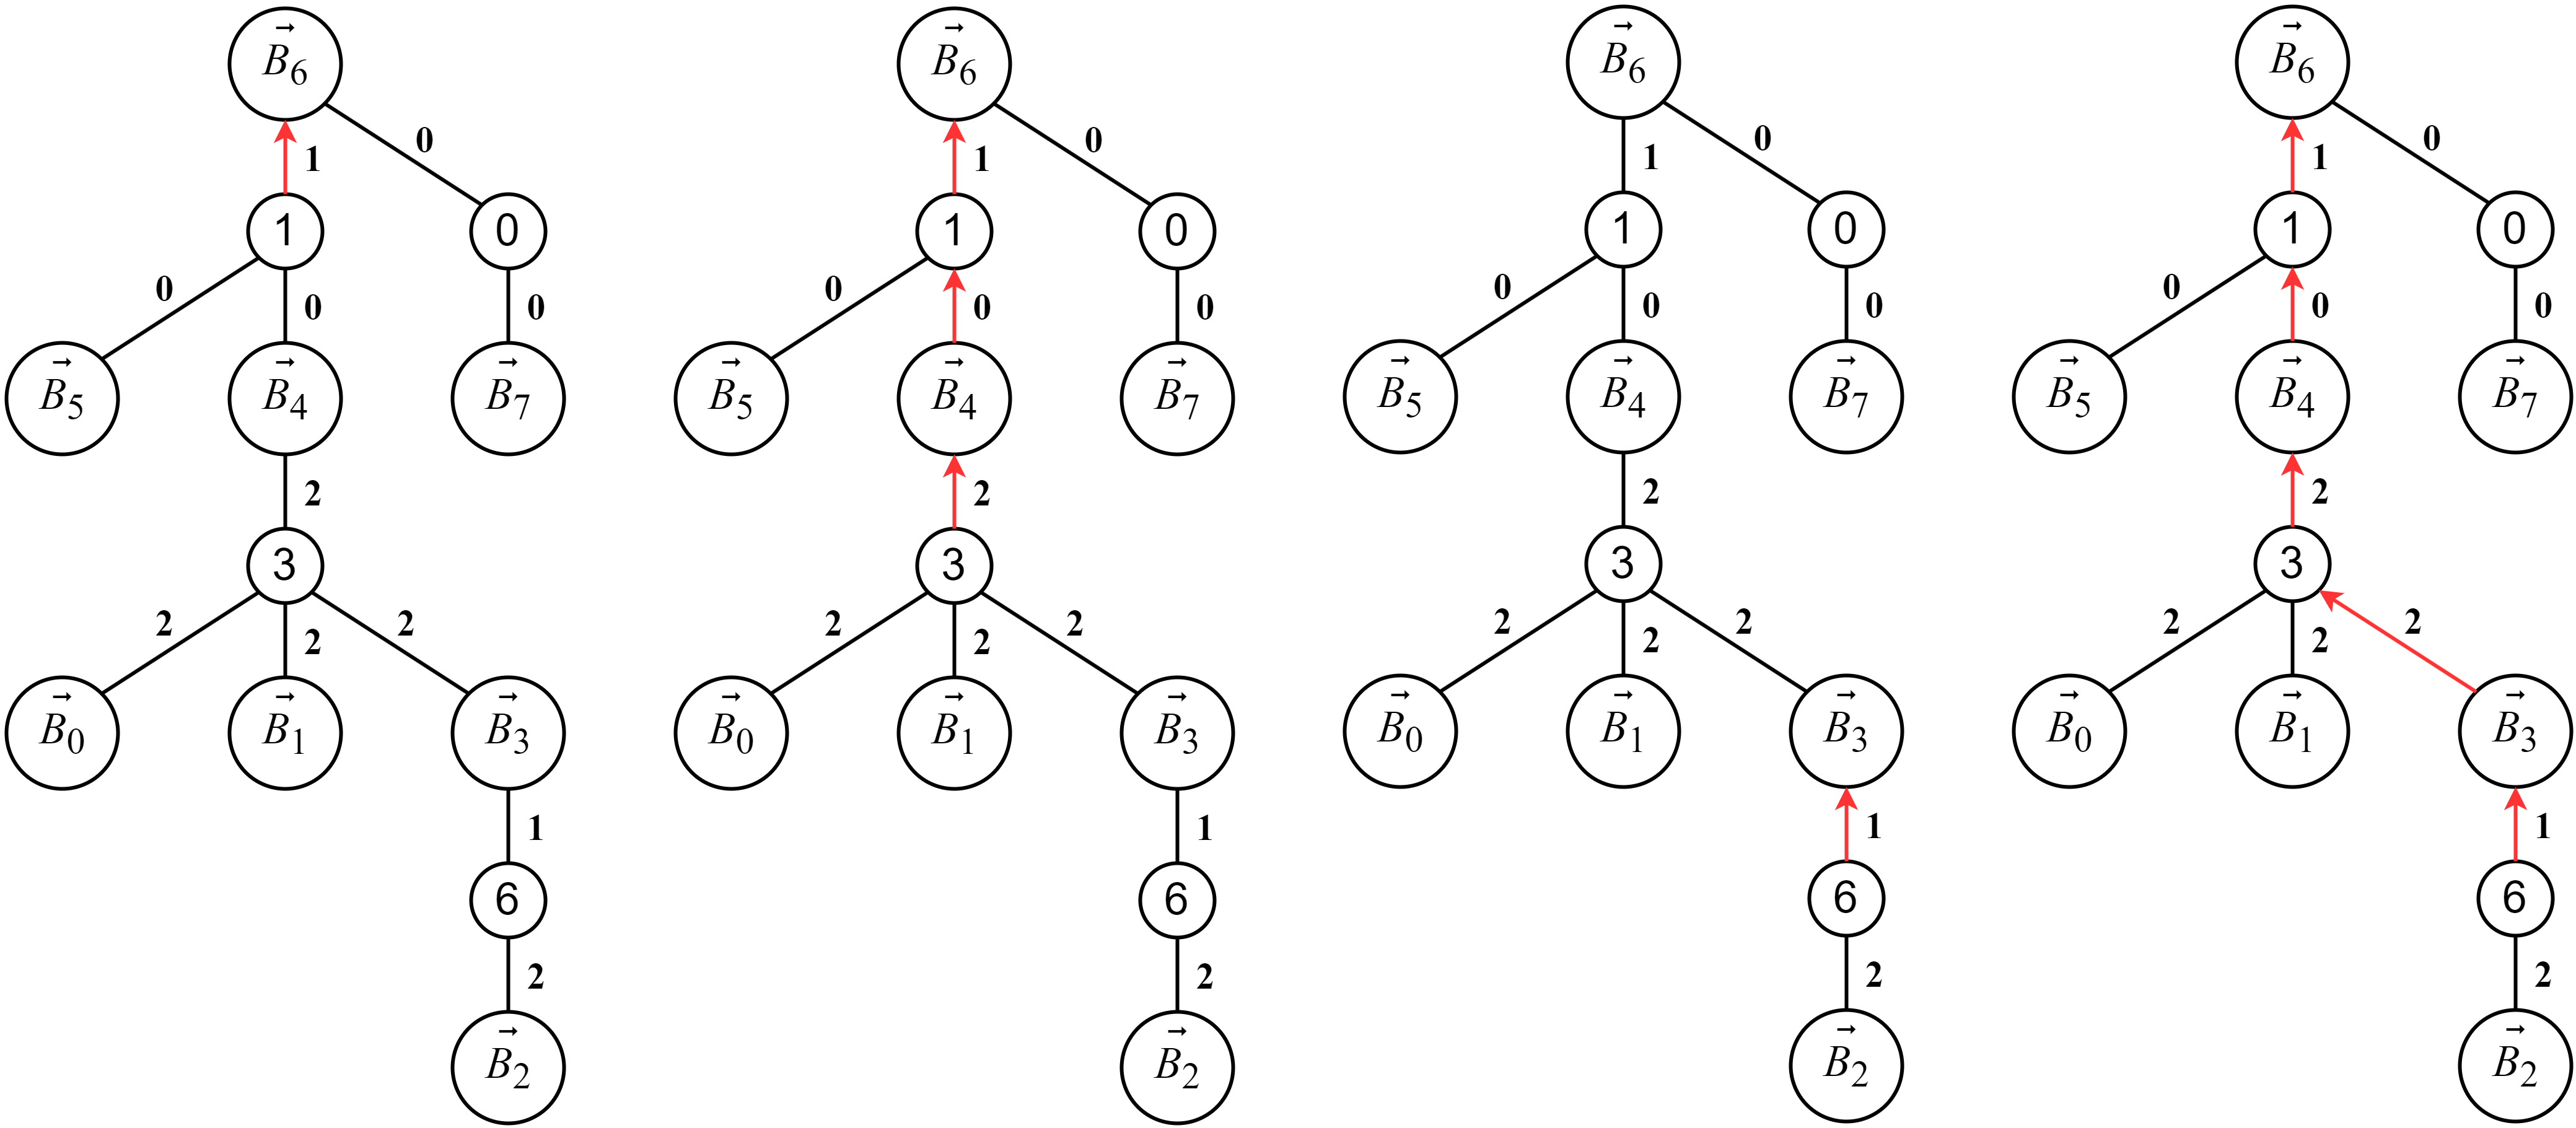 B⃗₆ B⃗₆ B⃗₆ B⃗₆
0 0 0 0
1 1 1 1
1 0 1 0 1 0 1 0
0 0 0 0
0 0 0 0 0 0 0 0
B⃗₅ B⃗₄ B⃗₇ B⃗₅ B⃗₄ B⃗₇ B⃗₅ B⃗₄ B⃗₇ B⃗₅ B⃗₄ B⃗₇
2 2 2 2
3 3 3 3
2 2 2 2 2 2 2 2
2 2 2 2
B⃗₀ B⃗₁ B⃗₃ B⃗₀ B⃗₁ B⃗₃ B⃗₀ B⃗₁ B⃗₃ B⃗₀ B⃗₁ B⃗₃
1 1 1 1
6 6 6 6
2 2 2 2
B⃗₂ B⃗₂ B⃗₂ B⃗₂